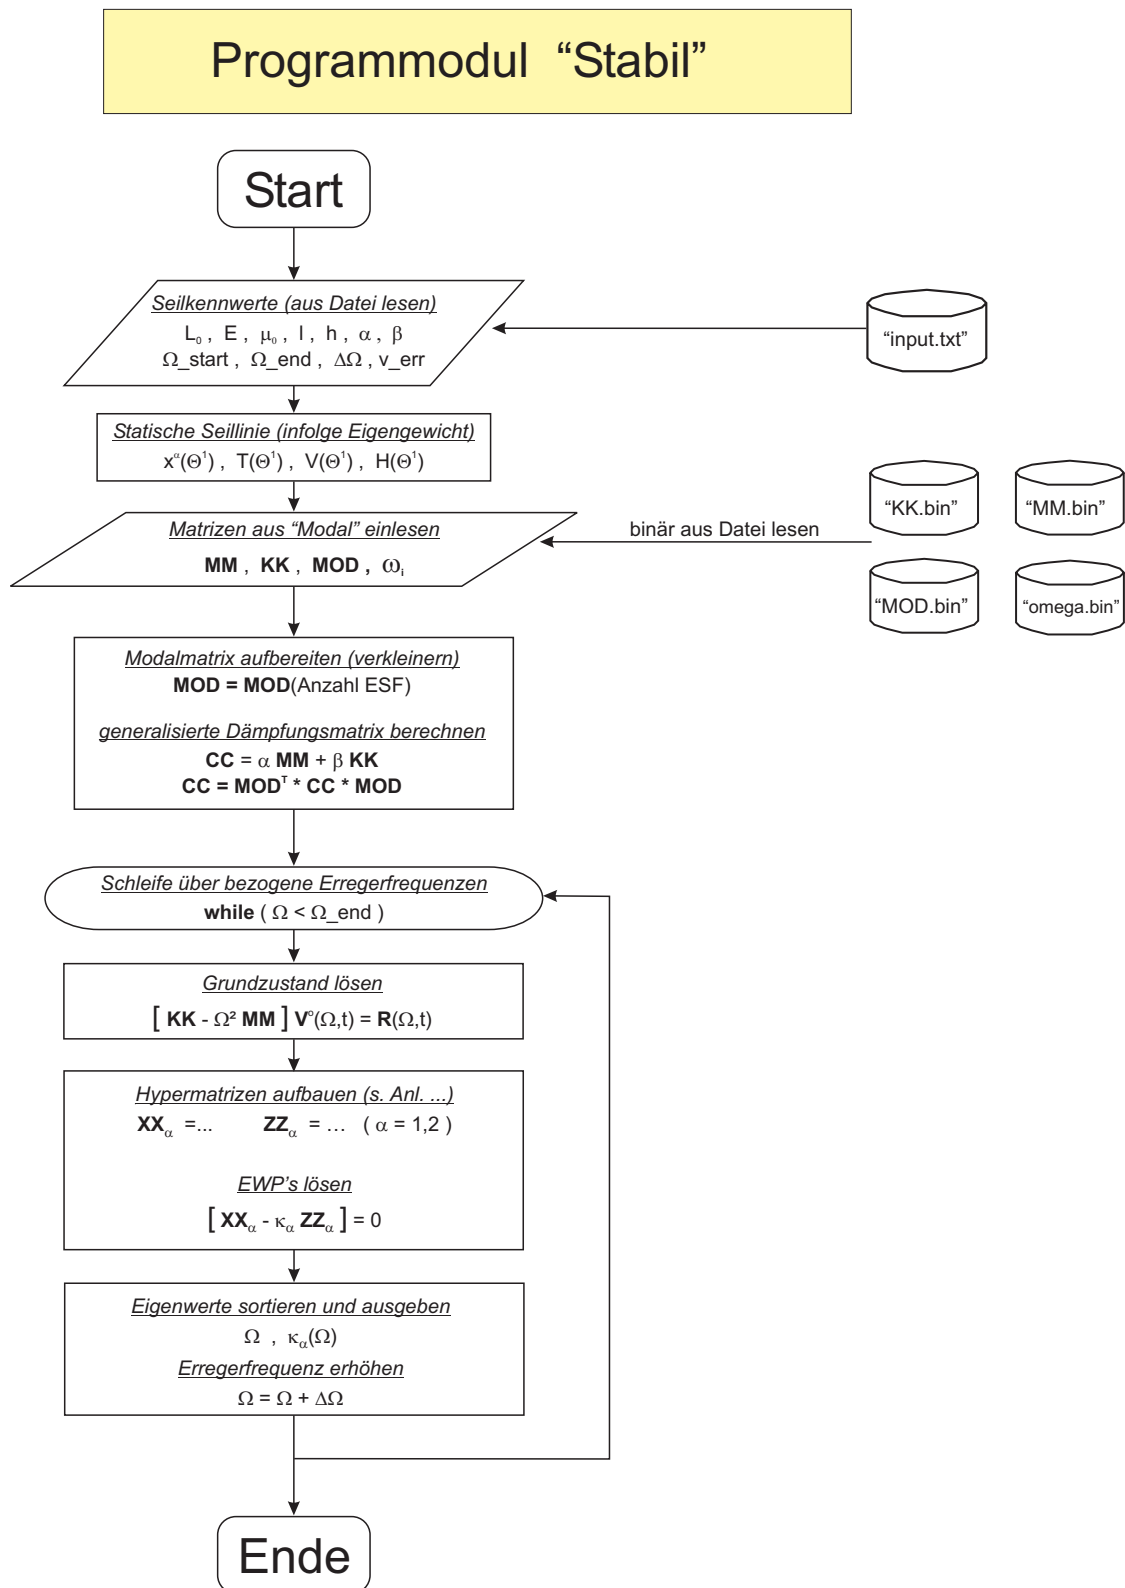 Programmodul “Stabil”
Start
Seilkennwerte (aus Datei lesen)
L₀ , E , μ₀ , l , h , α , β
Ω_start , Ω_end , ΔΩ , v_err
“input.txt”
Statische Seillinie (infolge Eigengewicht)
xᵅ(Θ¹) , T(Θ¹) , V(Θ¹) , H(Θ¹)
Matrizen aus “Modal” einlesen
MM , KK , MOD , ωᵢ
binär aus Datei lesen
“KK.bin” “MM.bin”
“MOD.bin” “omega.bin”
Modalmatrix aufbereiten (verkleinern)
MOD = MOD(Anzahl ESF)
generalisierte Dämpfungsmatrix berechnen
CC = α MM + β KK
CC = MODᵀ * CC * MOD
Schleife über bezogene Erregerfrequenzen
while ( Ω < Ω_end )
Grundzustand lösen
[ KK - Ω² MM ] V°(Ω,t) = R(Ω,t)
Hypermatrizen aufbauen (s. Anl. ...)
XX_α =... ZZ_α = … ( α = 1,2 )
EWP's lösen
[ XX_α - κ_α ZZ_α ] = 0
Eigenwerte sortieren und ausgeben
Ω , κ_α(Ω)
Erregerfrequenz erhöhen
Ω = Ω + ΔΩ
Ende